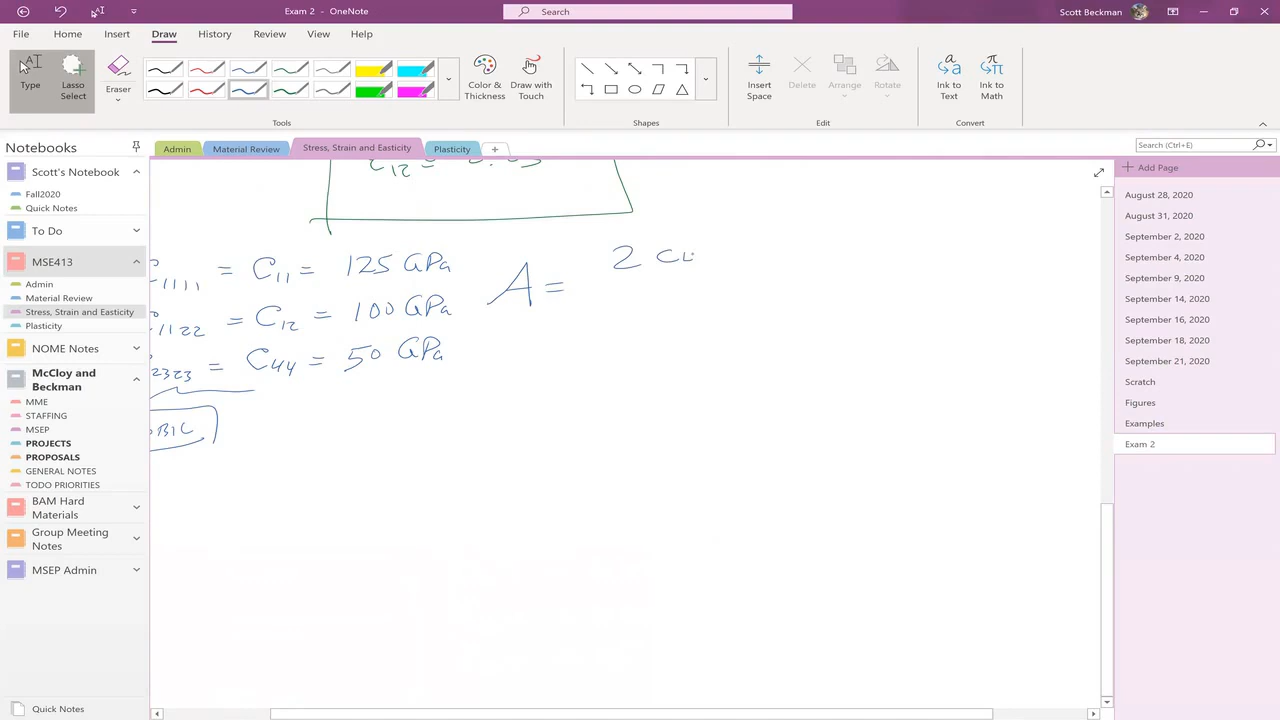 Exam 2 - OneNote
Search
Scott Beckman
File Home Insert Draw History Review View Help
Type
Lasso Select
Eraser
Color & Thickness
Draw with Touch
Insert Space
Delete
Arrange
Rotate
Ink to Text
Ink to Math
Tools
Shapes
Edit
Convert
Notebooks
Admin
Material Review
Stress, Strain and Easticity
Plasticity
Search (Ctrl+E)
Scott's Notebook
Fall2020
Quick Notes
To Do
MSE413
Admin
Material Review
Stress, Strain and Easticity
Plasticity
NOME Notes
McCloy and Beckman
MME
STAFFING
MSEP
PROJECTS
PROPOSALS
GENERAL NOTES
TODO PRIORITIES
BAM Hard Materials
Group Meeting Notes
MSEP Admin
Quick Notes
1111 = C11 = 125 GPa
1122 = C12 = 100 GPa
2323 = C44 = 50 GPa
BIC
A =
2 C
Add Page
August 28, 2020
August 31, 2020
September 2, 2020
September 4, 2020
September 9, 2020
September 14, 2020
September 16, 2020
September 18, 2020
September 21, 2020
Scratch
Figures
Examples
Exam 2